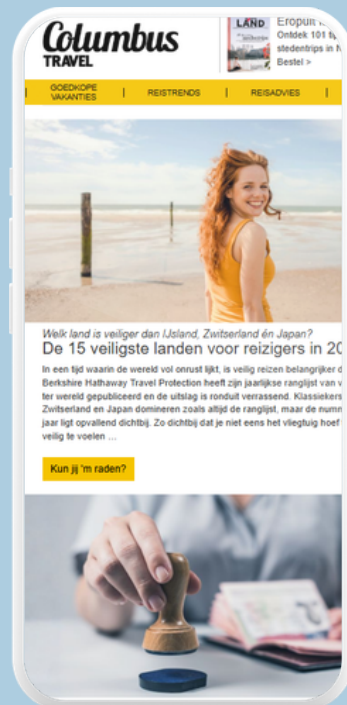 Columbus
TRAVEL
LAND
Eropuit
Ontdek 101
stedentrips in
Bestel >
GOEDKOPE
VAKANTIES
REISTRENDS
REISADVIES
Welk land is veiliger dan IJsland, Zwitserland én Japan?
De 15 veiligste landen voor reizigers in 20
In een tijd waarin de wereld vol onrust lijkt, is veilig reizen belangrijker d
Berkshire Hathaway Travel Protection heeft zijn jaarlijkse ranglijst van v
ter wereld gepubliceerd en de uitslag is ronduit verrassend. Klassiekers
Zwitserland en Japan domineren zoals altijd de ranglijst, maar de numm
jaar ligt opvallend dichtbij. Zo dichtbij dat je niet eens het vliegtuig hoef
veilig te voelen ...
Kun jij 'm raden?